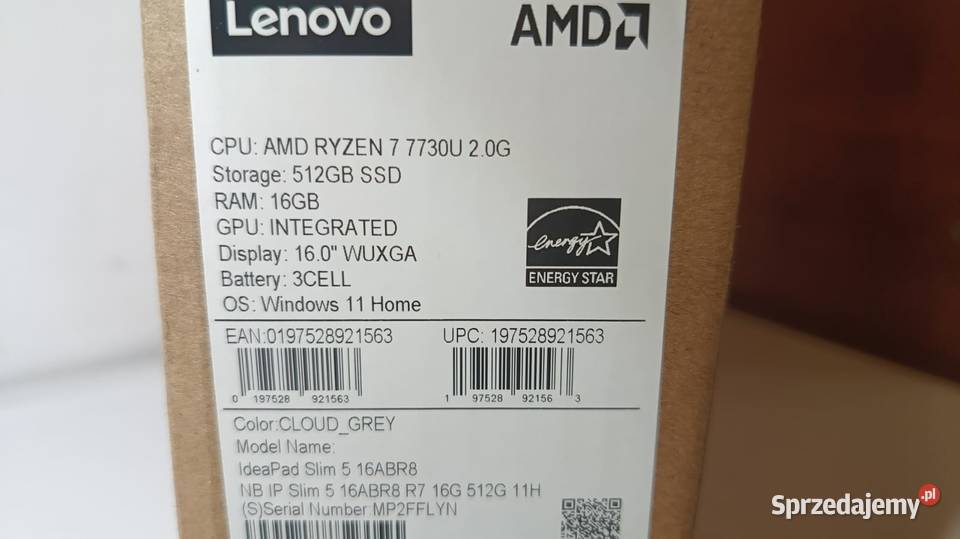 Lenovo
AMD
CPU: AMD RYZEN 7 7730U 2.0G
Storage: 512GB SSD
RAM: 16GB
GPU: INTEGRATED
Display: 16.0" WUXGA
Battery: 3CELL
OS: Windows 11 Home
energy
ENERGY STAR
EAN:0197528921563
UPC: 197528921563
0 197528 921563
1 97528 92156 3
Color:CLOUD_GREY
Model Name:
IdeaPad Slim 5 16ABR8
NB IP Slim 5 16ABR8 R7 16G 512G 11H
(S)Serial Number MP2FFLYN
Sprzedajemy.pl